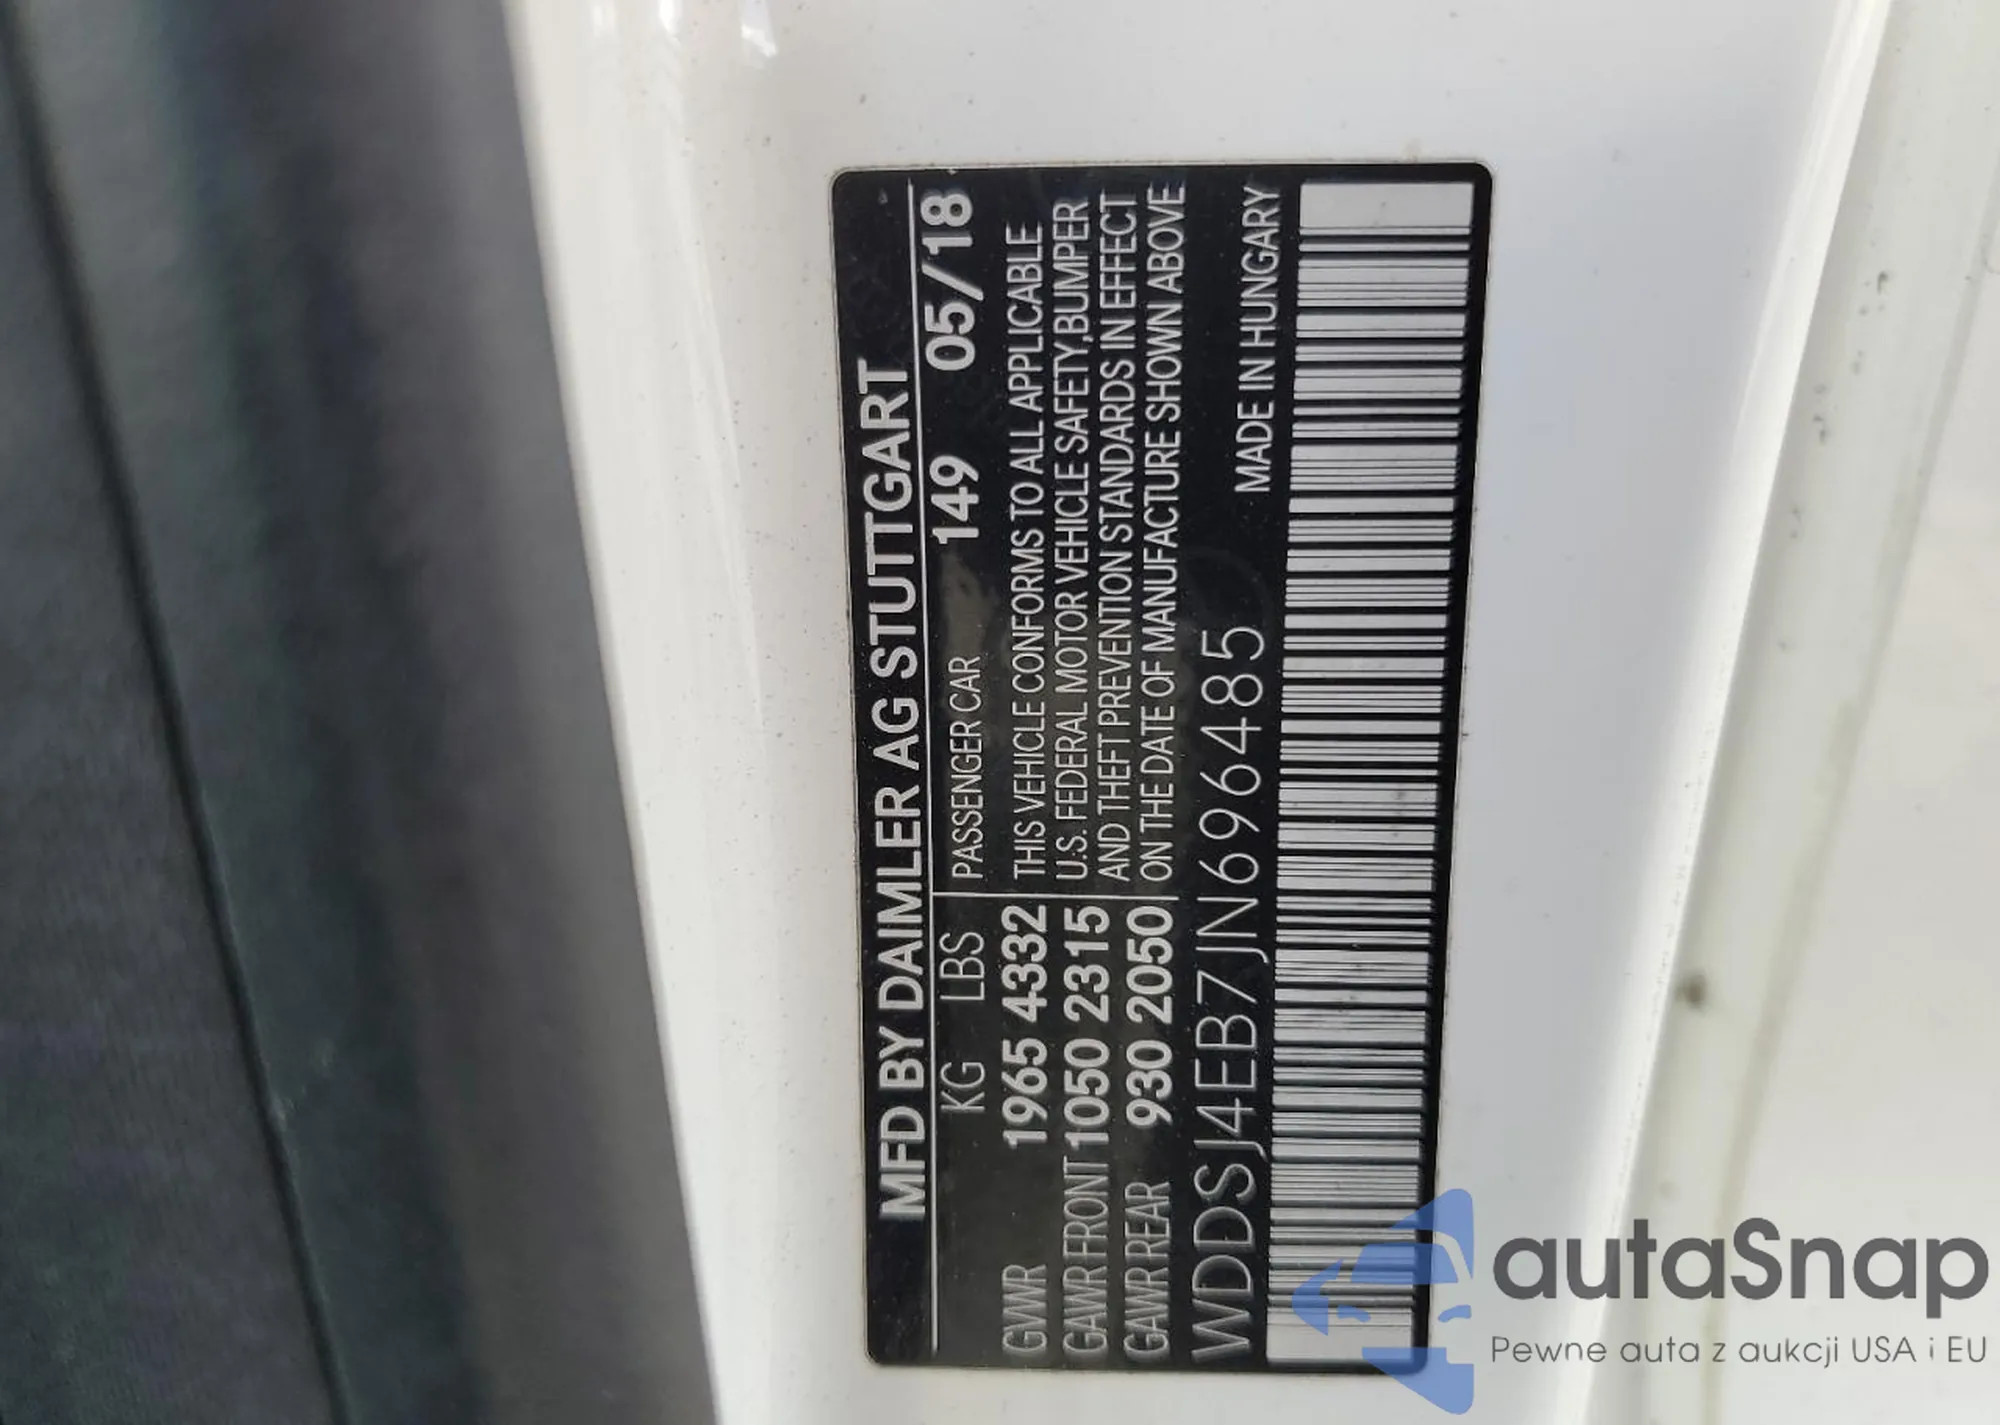 MFD BY DAIMLER AG STUTTGART
KG LBS PASSENGER CAR 149 05/18
GVWR 1965 4332 THIS VEHICLE CONFORMS TO ALL APPLICABLE
GAWR FRONT 1050 2315 U.S. FEDERAL MOTOR VEHICLE SAFETY,BUMPER
AND THEFT PREVENTION STANDARDS IN EFFECT
GAWR REAR 930 2050 ON THE DATE OF MANUFACTURE SHOWN ABOVE
WDDSJ4EB7JN696485 MADE IN HUNGARY
autaSnap
Pewne auta z aukcji USA i EU